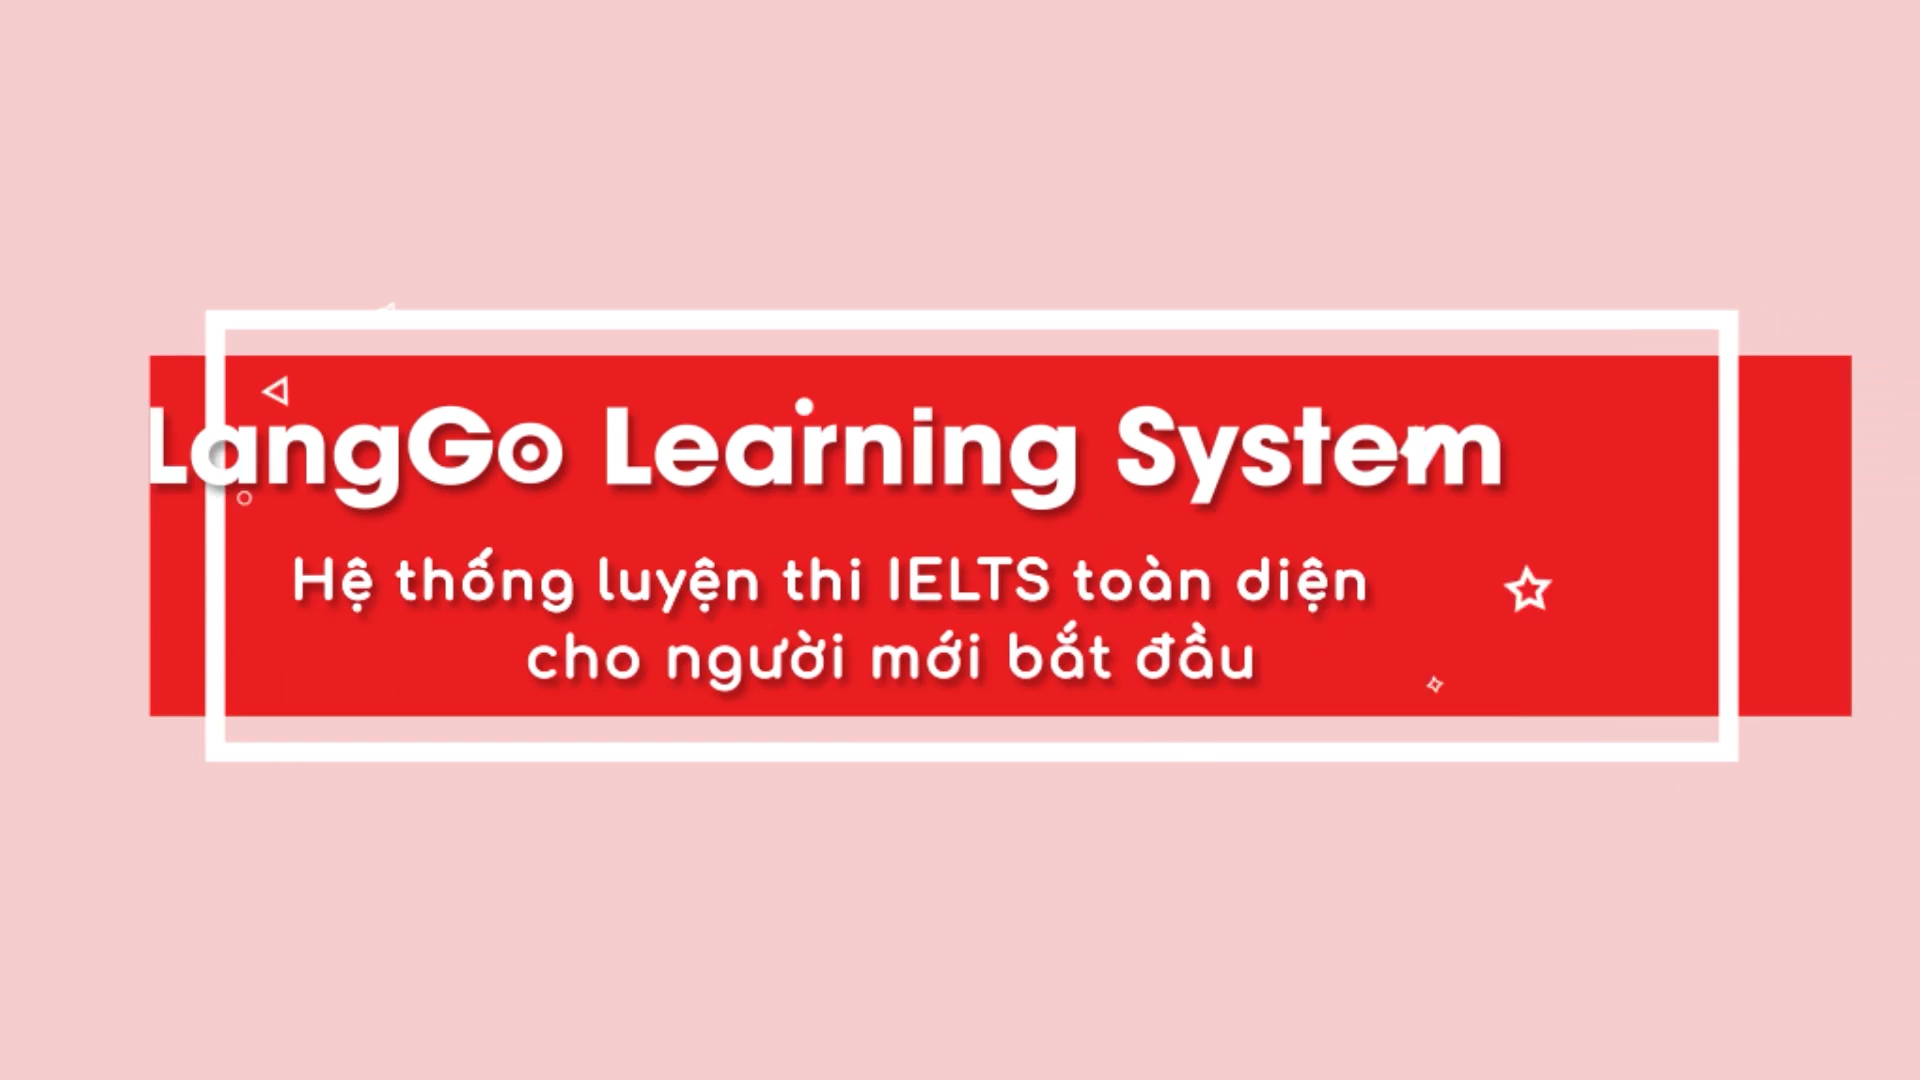 LangGo Learning System
Hệ thống luyện thi IELTS toàn diện
cho người mới bắt đầu